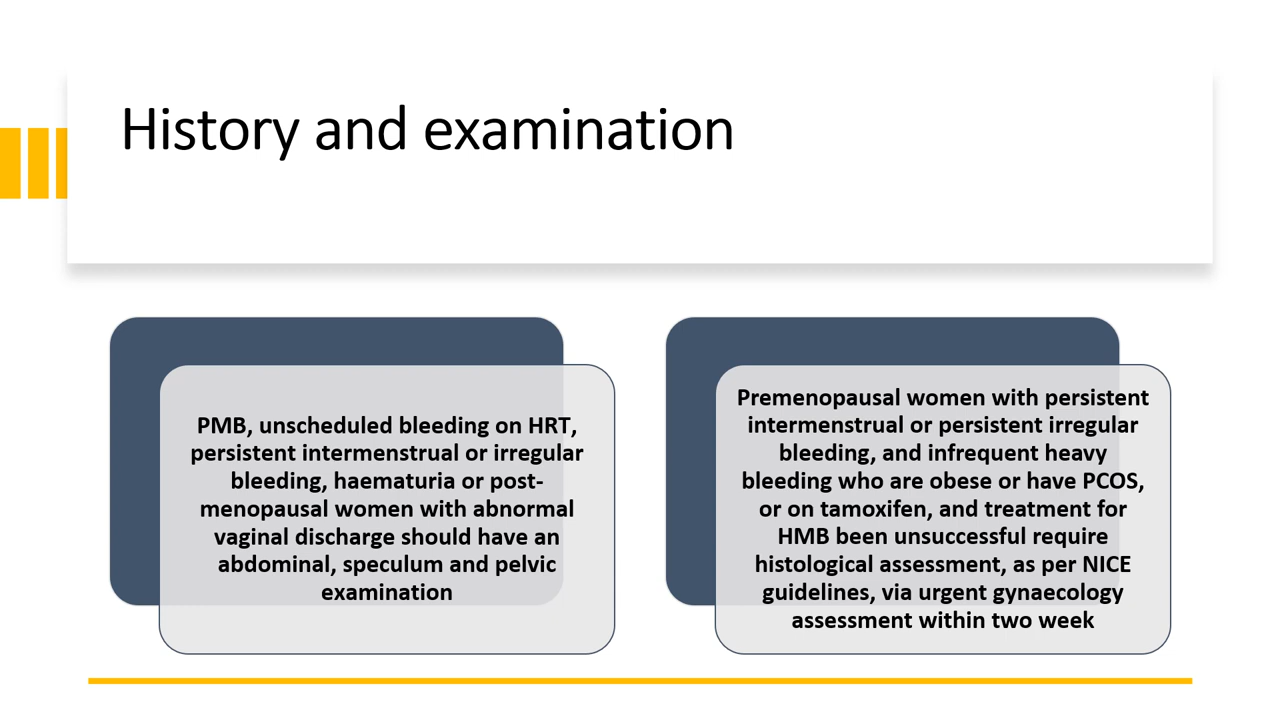 History and examination
PMB, unscheduled bleeding on HRT,
persistent intermenstrual or irregular
bleeding, haematuria or post-
menopausal women with abnormal
vaginal discharge should have an
abdominal, speculum and pelvic
examination
Premenopausal women with persistent
intermenstrual or persistent irregular
bleeding, and infrequent heavy
bleeding who are obese or have PCOS,
or on tamoxifen, and treatment for
HMB been unsuccessful require
histological assessment, as per NICE
guidelines, via urgent gynaecology
assessment within two week